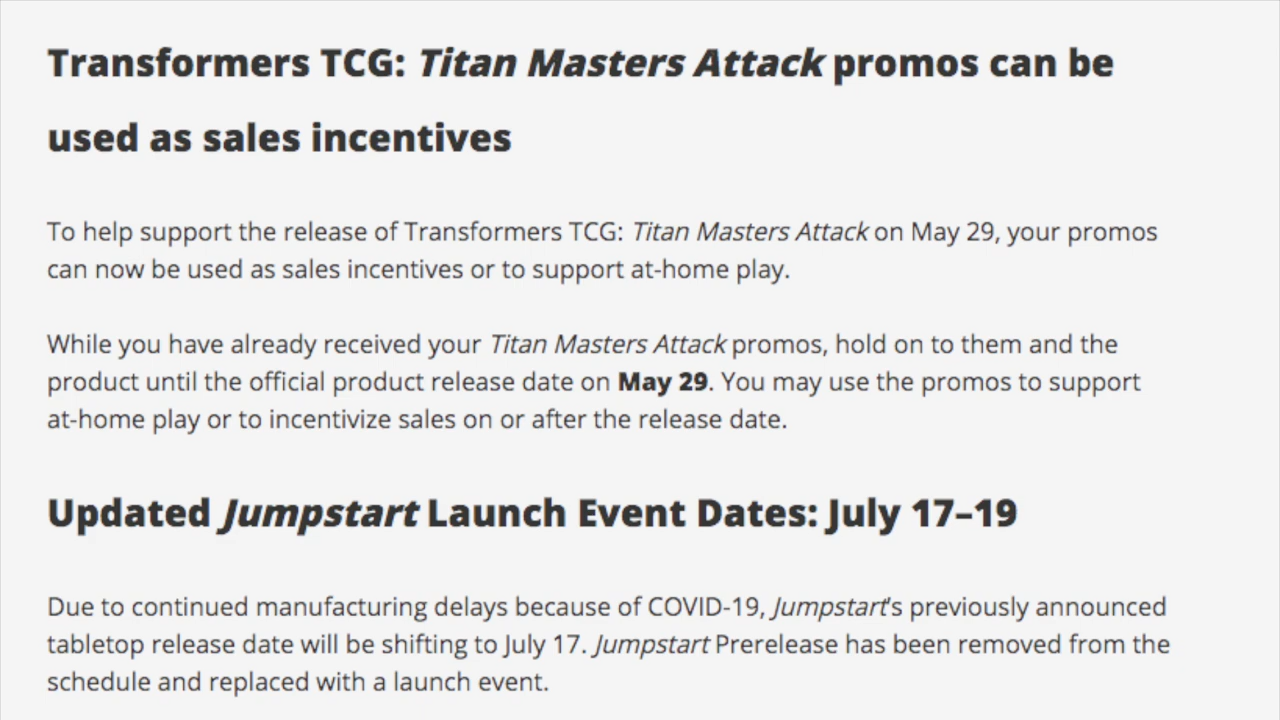 Transformers TCG: Titan Masters Attack promos can be
used as sales incentives
To help support the release of Transformers TCG: Titan Masters Attack on May 29, your promos
can now be used as sales incentives or to support at-home play.
While you have already received your Titan Masters Attack promos, hold on to them and the
product until the official product release date on May 29. You may use the promos to support
at-home play or to incentivize sales on or after the release date.
Updated Jumpstart Launch Event Dates: July 17–19
Due to continued manufacturing delays because of COVID-19, Jumpstart's previously announced
tabletop release date will be shifting to July 17. Jumpstart Prerelease has been removed from the
schedule and replaced with a launch event.